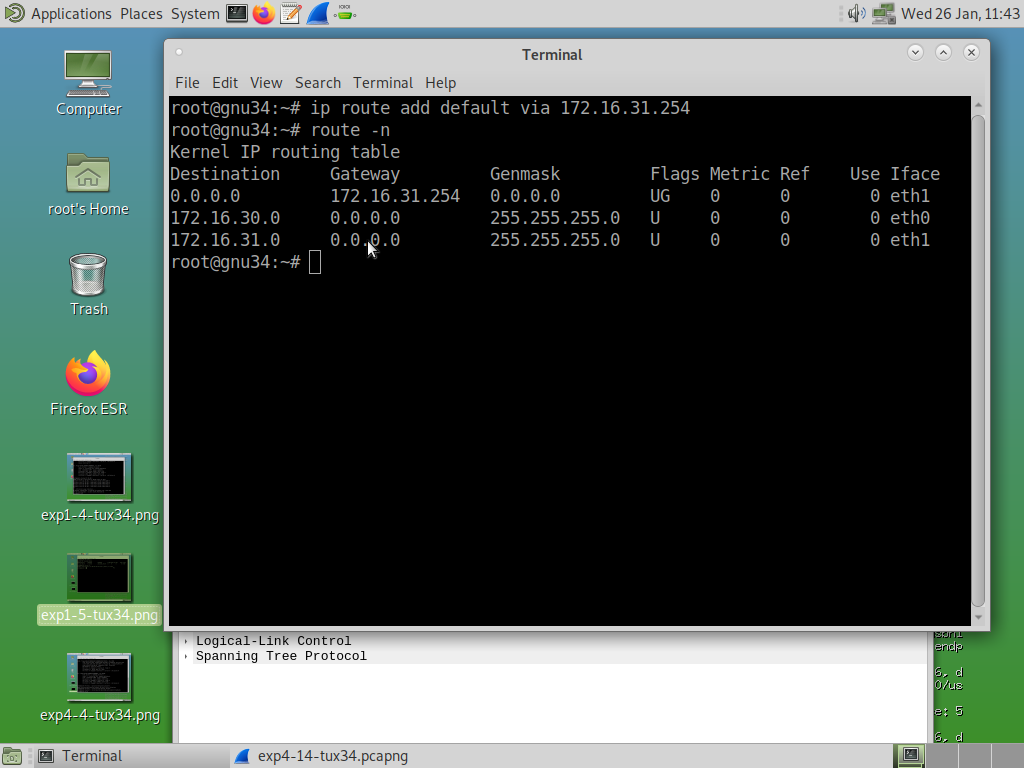 Applications Places System Wed 26 Jan, 11:43
Terminal
File Edit View Search Terminal Help
root@gnu34:~# ip route add default via 172.16.31.254
root@gnu34:~# route -n
Kernel IP routing table
Destination Gateway Genmask Flags Metric Ref Use Iface
0.0.0.0 172.16.31.254 0.0.0.0 UG 0 0 0 eth1
172.16.30.0 0.0.0.0 255.255.255.0 U 0 0 0 eth0
172.16.31.0 0.0.0.0 255.255.255.0 U 0 0 0 eth1
root@gnu34:~#
Computer
root's Home
Trash
Firefox ESR
exp1-4-tux34.png
exp1-5-tux34.png
exp4-4-tux34.png
Logical-Link Control
Spanning Tree Protocol
endp
6, d
0/us
e: 5
6, d
Terminal exp4-14-tux34.pcapng